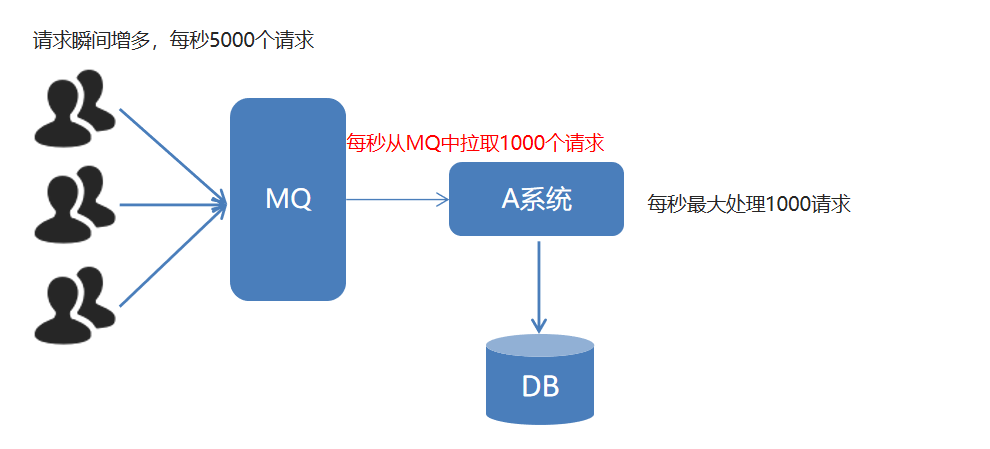 请求瞬间增多，每秒5000个请求
每秒从MQ中拉取1000个请求
MQ
A系统
每秒最大处理1000请求
DB